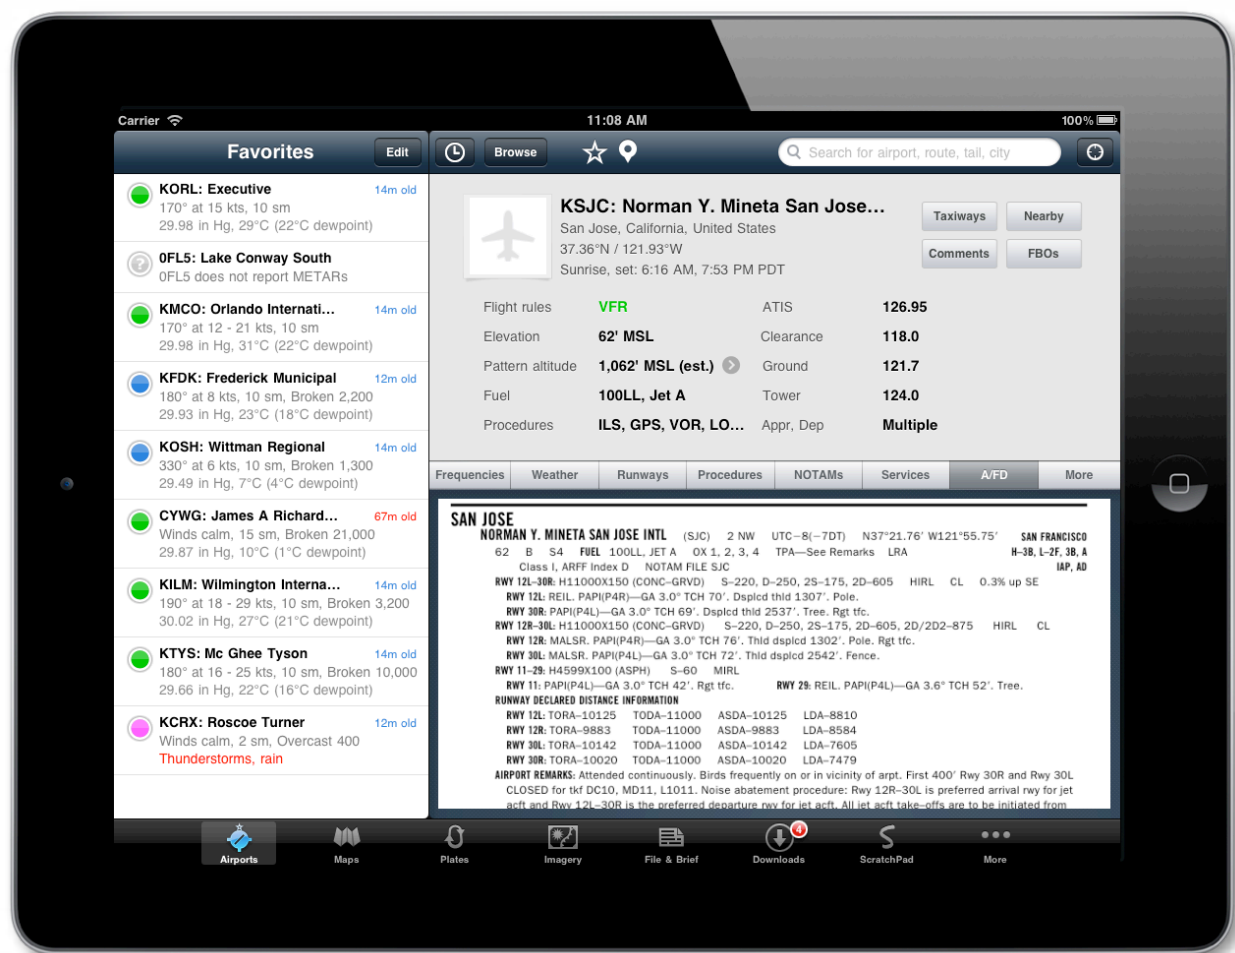 Carrier
11:08 AM
100%
Favorites
Edit
Browse
Search for airport, route, tail, city
KORL: Executive
14m old
170° at 15 kts, 10 sm
29.98 in Hg, 29°C (22°C dewpoint)
0FL5: Lake Conway South
0FL5 does not report METARs
KMCO: Orlando Internati...
14m old
170° at 12 - 21 kts, 10 sm
29.98 in Hg, 31°C (22°C dewpoint)
KFDK: Frederick Municipal
12m old
180° at 8 kts, 10 sm, Broken 2,200
29.93 in Hg, 23°C (18°C dewpoint)
KOSH: Wittman Regional
14m old
330° at 6 kts, 10 sm, Broken 1,300
29.49 in Hg, 7°C (4°C dewpoint)
CYWG: James A Richard...
67m old
Winds calm, 15 sm, Broken 21,000
29.87 in Hg, 10°C (1°C dewpoint)
KILM: Wilmington Interna...
14m old
190° at 18 - 29 kts, 10 sm, Broken 3,200
30.02 in Hg, 27°C (21°C dewpoint)
KTYS: Mc Ghee Tyson
14m old
180° at 16 - 25 kts, 10 sm, Broken 10,000
29.66 in Hg, 22°C (16°C dewpoint)
KCRX: Roscoe Turner
12m old
Winds calm, 2 sm, Overcast 400
Thunderstorms, rain
KSJC: Norman Y. Mineta San Jose...
San Jose, California, United States
37.36°N / 121.93°W
Sunrise, set: 6:16 AM, 7:53 PM PDT
Taxiways
Nearby
Comments
FBOs
Flight rules VFR ATIS 126.95
Elevation 62' MSL Clearance 118.0
Pattern altitude 1,062' MSL (est.) Ground 121.7
Fuel 100LL, Jet A Tower 124.0
Procedures ILS, GPS, VOR, LO... Appr, Dep Multiple
Frequencies Weather Runways Procedures NOTAMs Services A/FD More
SAN JOSE
NORMAN Y. MINETA SAN JOSE INTL (SJC) 2 NW UTC–8(–7DT) N37°21.76' W121°55.75' SAN FRANCISCO
62 B S4 FUEL 100LL, JET A OX 1, 2, 3, 4 TPA—See Remarks LRA H–3B, L–2F, 3B, A
Class I, ARFF Index D NOTAM FILE SJC IAP, AD
RWY 12L–30R: H11000X150 (CONC–GRVD) S–220, D–250, 2S–175, 2D–605 HIRL CL 0.3% up SE
RWY 12L: REIL. PAPI(P4L)—GA 3.0° TCH 70'. Dsplcd thld 1307'. Pole.
RWY 30R: PAPI(P4L)—GA 3.0° TCH 69'. Dsplcd thld 2537'. Tree. Rgt tfc.
RWY 12R–30L: H11000X150 (CONC–GRVD) S–220, D–250, 2S–175, 2D–605, 2D/2D2–875 HIRL CL
RWY 12R: MALSR. PAPI(P4R)—GA 3.0° TCH 76'. Thld dsplcd 1302'. Pole. Rgt tfc.
RWY 30L: MALSR. PAPI(P4L)—GA 3.0° TCH 72'. Thld dsplcd 2542'. Fence.
RWY 11–29: H4599X100 (ASPH) S–60 MIRL
RWY 11: PAPI(P4L)—GA 3.0° TCH 42'. Rgt tfc. RWY 29: REIL. PAPI(P4L)—GA 3.6° TCH 52'. Tree.
RUNWAY DECLARED DISTANCE INFORMATION
RWY 12L: TORA–10125 TODA–11000 ASDA–10125 LDA–8810
RWY 12R: TORA–9883 TODA–11000 ASDA–9883 LDA–8584
RWY 30L: TORA–10142 TODA–11000 ASDA–10142 LDA–7605
RWY 30R: TORA–10020 TODA–11000 ASDA–10020 LDA–7479
AIRPORT REMARKS: Attended continuously. Birds frequently on or in vicinity of arpt. First 400' Rwy 30R and Rwy 30L
CLOSED for tkf DC10, MD11, L1011. Noise abatement procedure: Rwy 12R–30L is preferred arrival rwy for jet
acft and Rwy 12L–30R is the preferred departure rwy for jet acft. All jet acft take–offs are to be initiated from
4
Airports Maps Plates Imagery File & Brief Downloads ScratchPad More